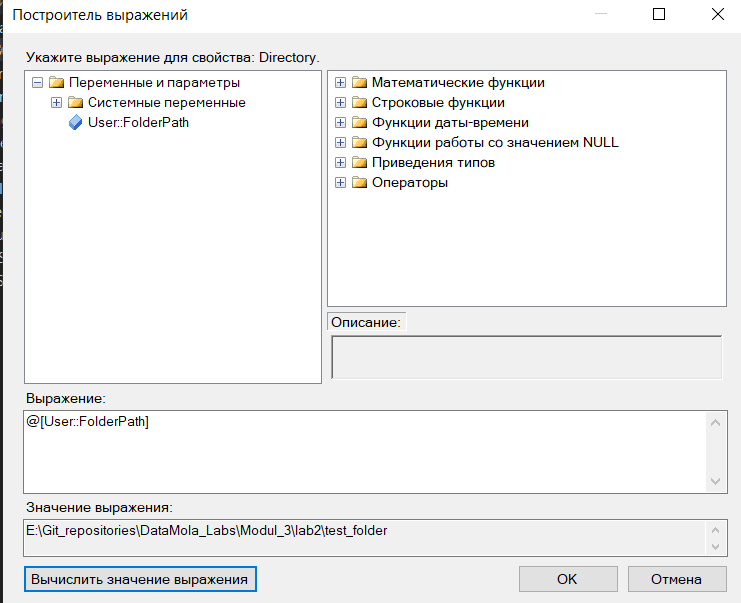 Построитель выражений
Укажите выражение для свойства: Directory.
Переменные и параметры
Системные переменные
User::FolderPath
Математические функции
Строковые функции
Функции даты-времени
Функции работы со значением NULL
Приведения типов
Операторы
Описание:
Выражение:
@[User::FolderPath]
Значение выражения:
E:\Git_repositories\DataMola_Labs\Modul_3\lab2\test_folder
Вычислить значение выражения
OK
Отмена